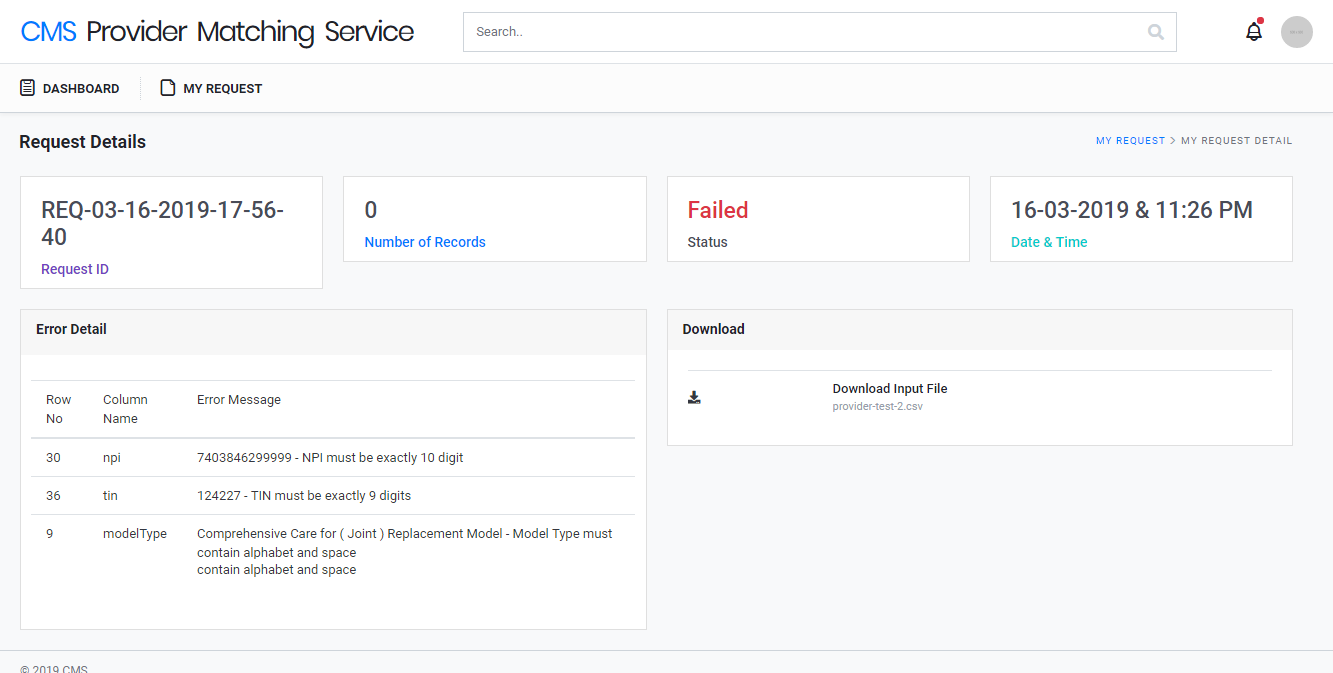 CMS Provider Matching Service
Search..
DASHBOARD
MY REQUEST
Request Details
MY REQUEST > MY REQUEST DETAIL
REQ-03-16-2019-17-56-
40
Request ID
0
Number of Records
Failed
Status
16-03-2019 & 11:26 PM
Date & Time
Error Detail
Row
No
Column
Name
Error Message
30 npi 7403846299999 - NPI must be exactly 10 digit
36 tin 124227 - TIN must be exactly 9 digits
9 modelType Comprehensive Care for ( Joint ) Replacement Model - Model Type must
contain alphabet and space
contain alphabet and space
Download
Download Input File
provider-test-2.csv
© 2019 CMS